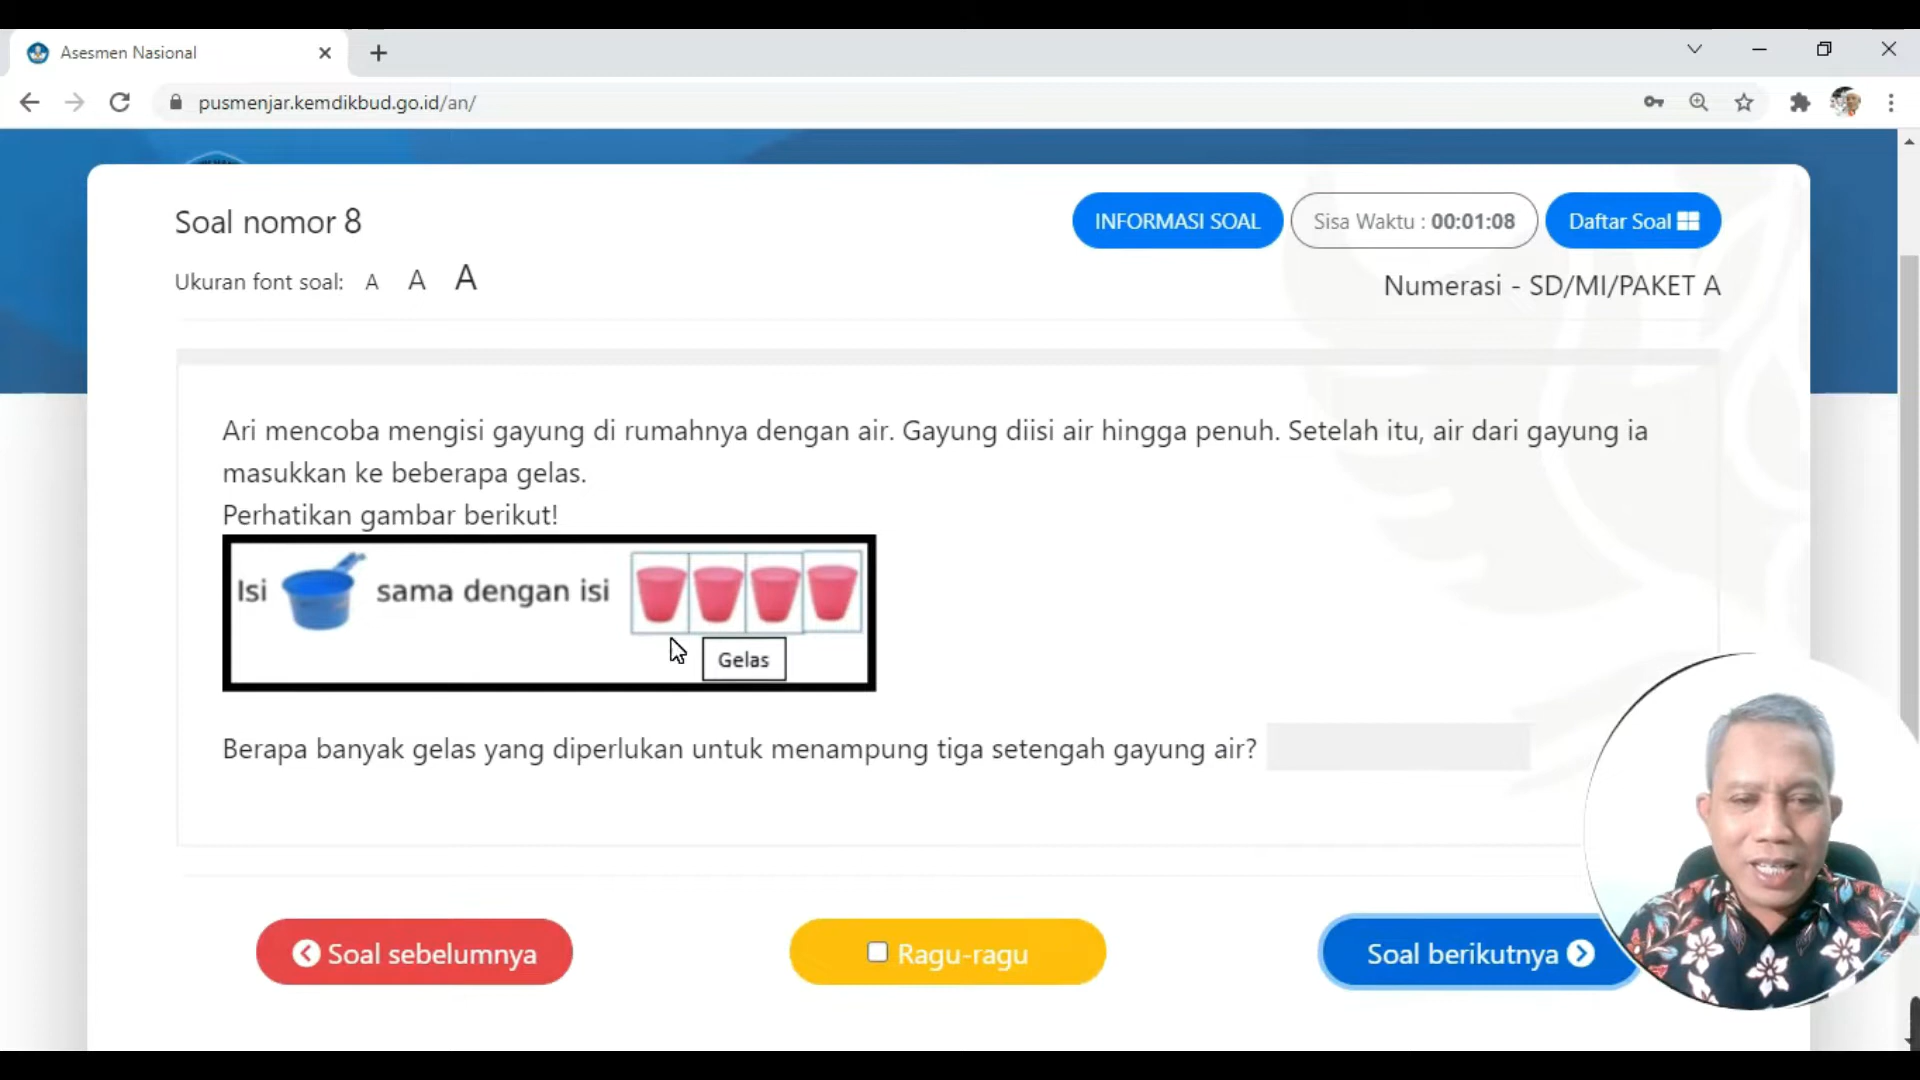 Asesmen Nasional
pusmenjar.kemdikbud.go.id/an/
Soal nomor 8
INFORMASI SOAL
Sisa Waktu : 00:01:08
Daftar Soal
Ukuran font soal: A A A
Numerasi - SD/MI/PAKET A
Ari mencoba mengisi gayung di rumahnya dengan air. Gayung diisi air hingga penuh. Setelah itu, air dari gayung ia
masukkan ke beberapa gelas.
Perhatikan gambar berikut!
Isi sama dengan isi
Gelas
Berapa banyak gelas yang diperlukan untuk menampung tiga setengah gayung air?
Soal sebelumnya
Ragu-ragu
Soal berikutnya